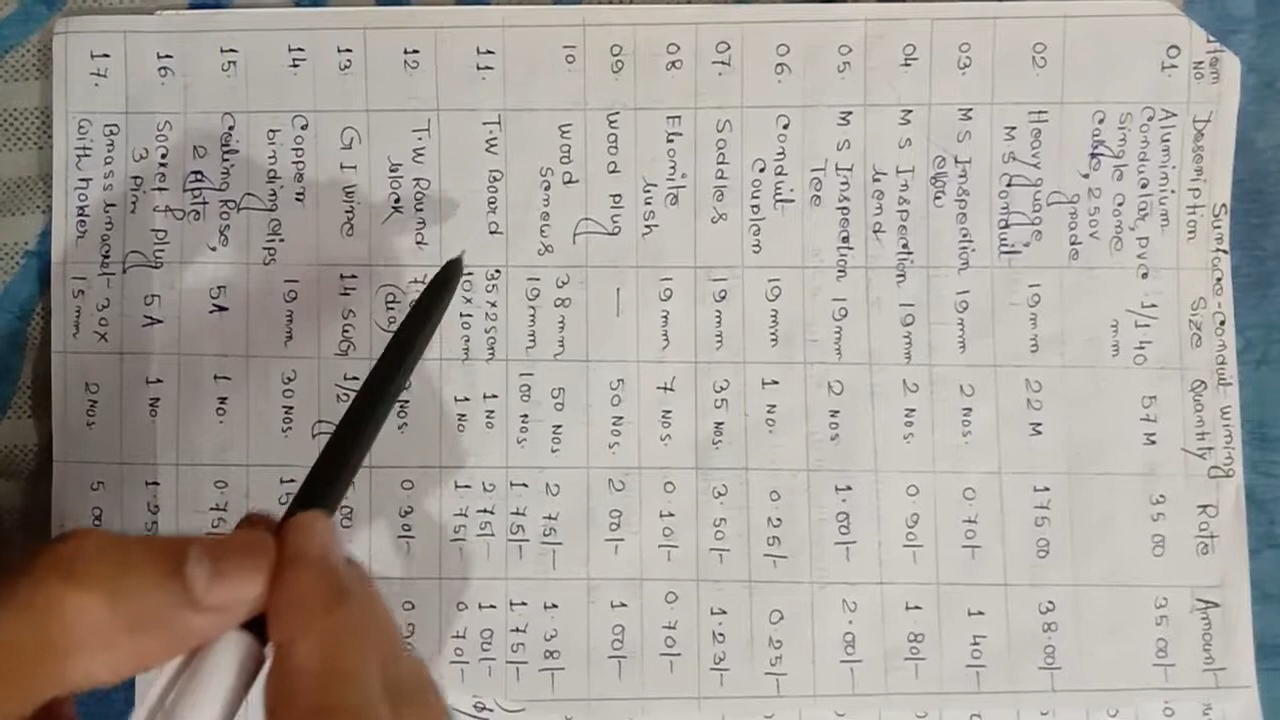 Surface-conduit wiring
Item No. Description Size Quantity Rate Amount
01. Aluminium Conductor, pvc 1/1.40 57M 35 00 35 00/-
Single core mm
grade
cable, 250V
02. Heavy guage, 19mm 22 M 175 00 38.00/-
MS Conduit
03. MS Inspection 19mm 2 Nos. 0.70/- 1 40/-
elbow
04. MS Inspection 19mm 2 Nos. 0.90/- 1 80/-
bend
05. MS Inspection 19mm 2 Nos 1.00/- 2.00/-
Tee
06. Conduit 19mm 1 No. 0.25/- 0.25/-
Coupler
07. Saddles 19mm 35 Nos. 3.50/- 1.23/-
08. Ebonite 19mm 7 Nos. 0.10/- 0.70/-
bush
09. Wood plug — 50 Nos. 2 00/- 1 00/-
10. Wood 38mm 50 Nos 2 75/- 1.38/-
Screws 19mm 100 Nos. 1.75/- 1.75/-
11. T.W Board 35x25cm 1 No 2.75/- 1 00/-
10x10cm 1 No 1.75/- 0 70/-
12. T.W Round Nos. 0.30/-
block (dia)
13. G I wire 14 SWG 1/2
14. Copper 19mm 30 Nos.
binding clips
15. Ceiling Rose, 5A 1 No. 0.75/
2 plate
16. Socket & plug 5A 1 No. 1.25
3 Pin
17. Brass bracket-30x 2 Nos. 5 00
with holder 15mm